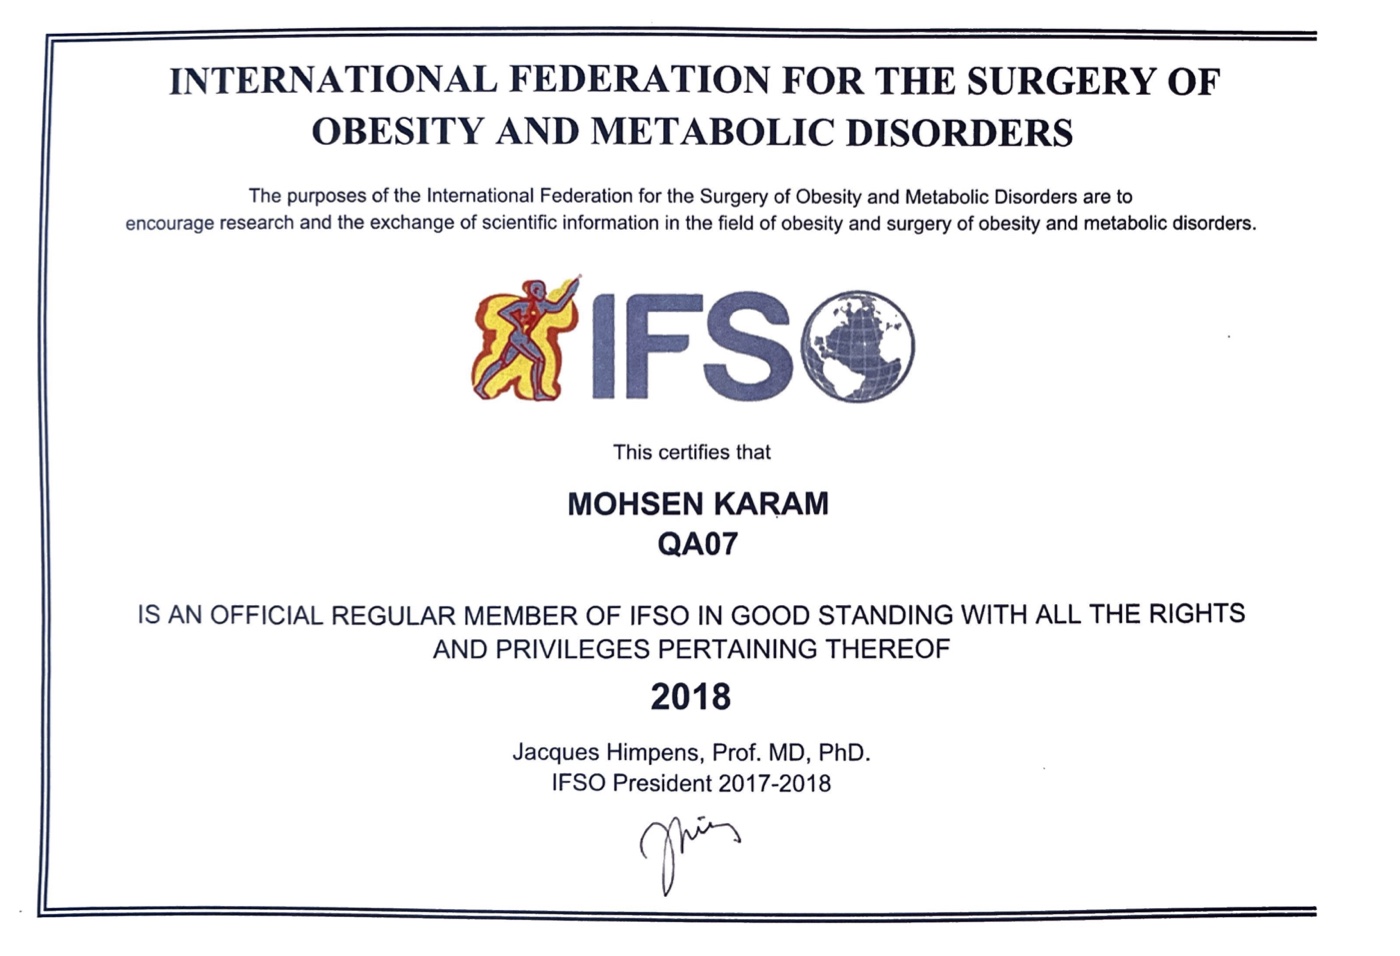 INTERNATIONAL FEDERATION FOR THE SURGERY OF
OBESITY AND METABOLIC DISORDERS
The purposes of the International Federation for the Surgery of Obesity and Metabolic Disorders are to
encourage research and the exchange of scientific information in the field of obesity and surgery of obesity and metabolic disorders.
IFSO
This certifies that
MOHSEN KARAM
QA07
IS AN OFFICIAL REGULAR MEMBER OF IFSO IN GOOD STANDING WITH ALL THE RIGHTS
AND PRIVILEGES PERTAINING THEREOF
2018
Jacques Himpens, Prof. MD, PhD.
IFSO President 2017-2018